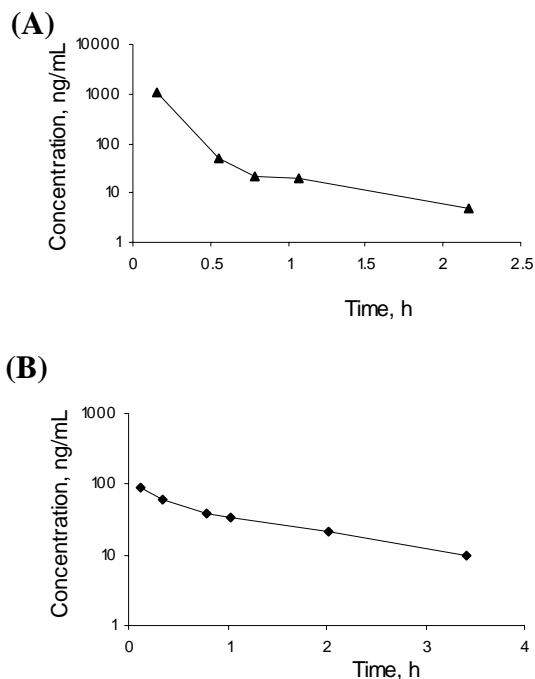 (A)
Concentration, ng/mL
10000
1000
100
10
1
0 0.5 1 1.5 2 2.5
Time, h
(B)
Concentration, ng/mL
1000
100
10
1
0 1 2 3 4
Time, h